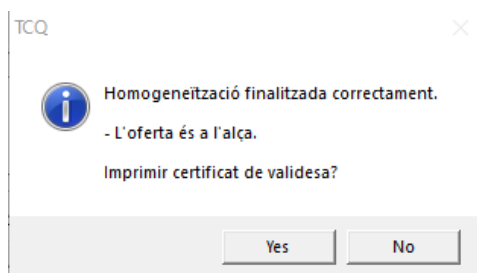 TCQ
Homogeneïtzació finalitzada correctament.
- L'oferta és a l'alça.
Imprimir certificat de validesa?
Yes No